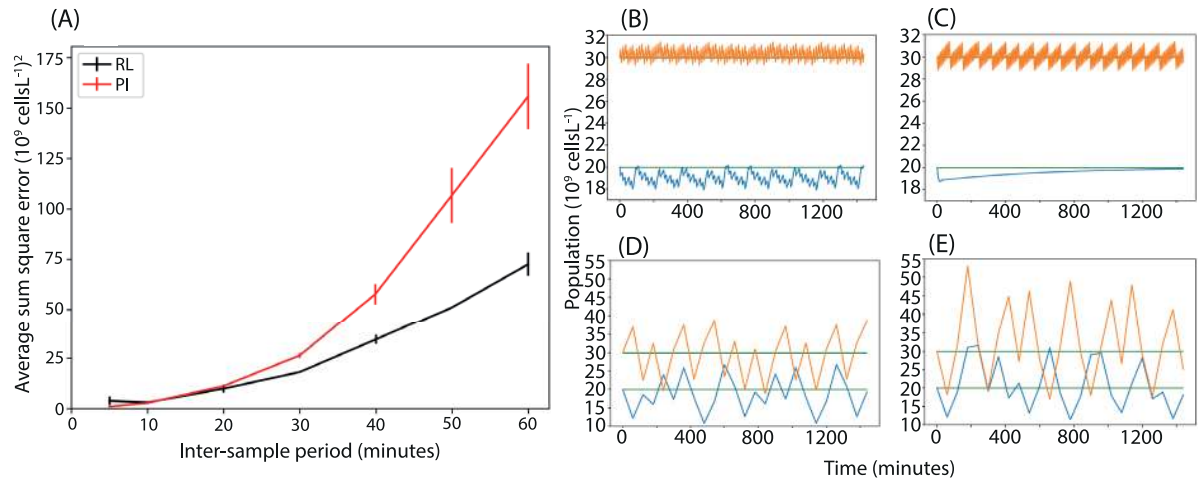 (A)
Average sum square error (10⁹ cellsL⁻¹)²
175
150
125
100
75
50
25
0
RL
PI
0 10 20 30 40 50 60
Inter-sample period (minutes)
Population (10⁹ cellsL⁻¹)
(B)
32
30
28
26
24
22
20
18
0 400 800 1200
(C)
32
30
28
26
24
22
20
18
0 400 800 1200
(D)
55
50
45
40
35
30
25
20
15
10
0 400 800 1200
(E)
55
50
45
40
35
30
25
20
15
10
0 400 800 1200
Time (minutes)